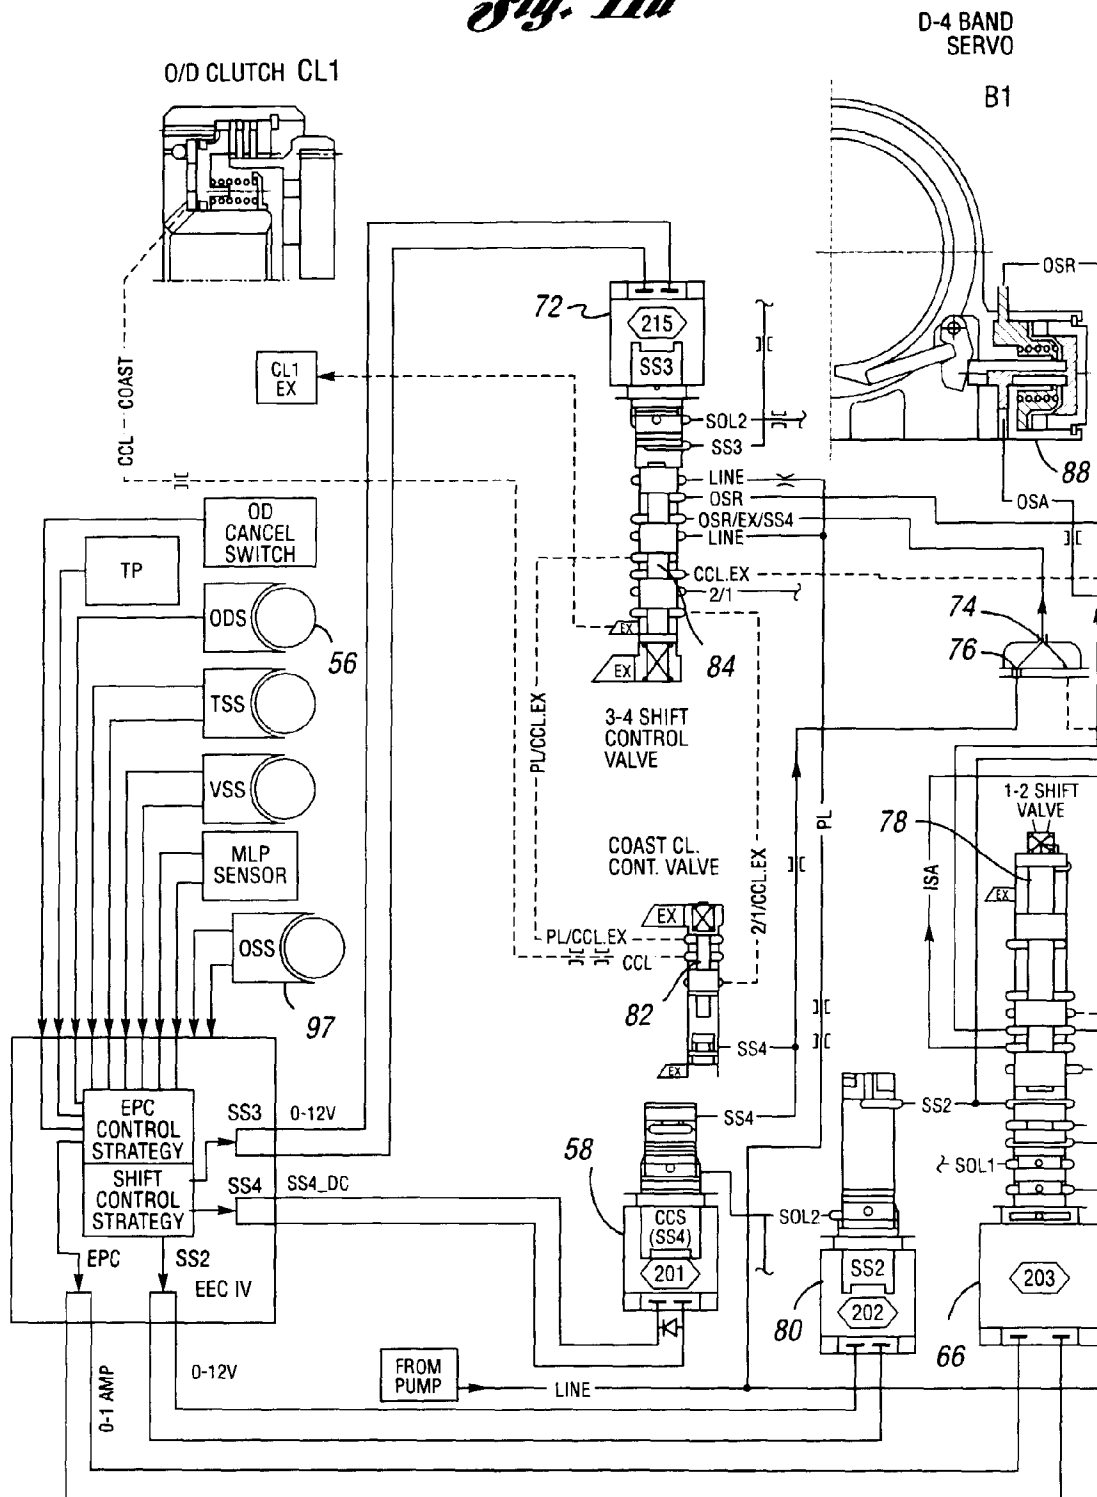 Fig. 11a
D-4 BAND
SERVO
B1
O/D CLUTCH CL1
OSR
72
215
SS3
CL1
EX
CCL - COAST
SOL2
SS3
88
LINE
OSR
OSA
OSR/EX/SS4
LINE
OD
CANCEL
SWITCH
TP
CCL.EX
2/1
ODS
56
74
76
EX
EX
84
TSS
3-4 SHIFT
CONTROL
VALVE
PL/CCL.EX
VSS
1-2 SHIFT
VALVE
78
PL
COAST CL.
CONT. VALVE
MLP
SENSOR
2/1/CCL.EX
ISA
EX
EX
OSS
PL/CCL.EX
CCL
97
82
SS4
EX
EPC
CONTROL
STRATEGY
SS3
0-12V
SS4
SS2
58
SOL1
SHIFT
CONTROL
STRATEGY
SS4
SS4_DC
CCS
(SS4)
201
SOL2
SS2
202
203
EPC
SS2
EEC IV
80
66
0-12V
0-1 AMP
FROM
PUMP
LINE